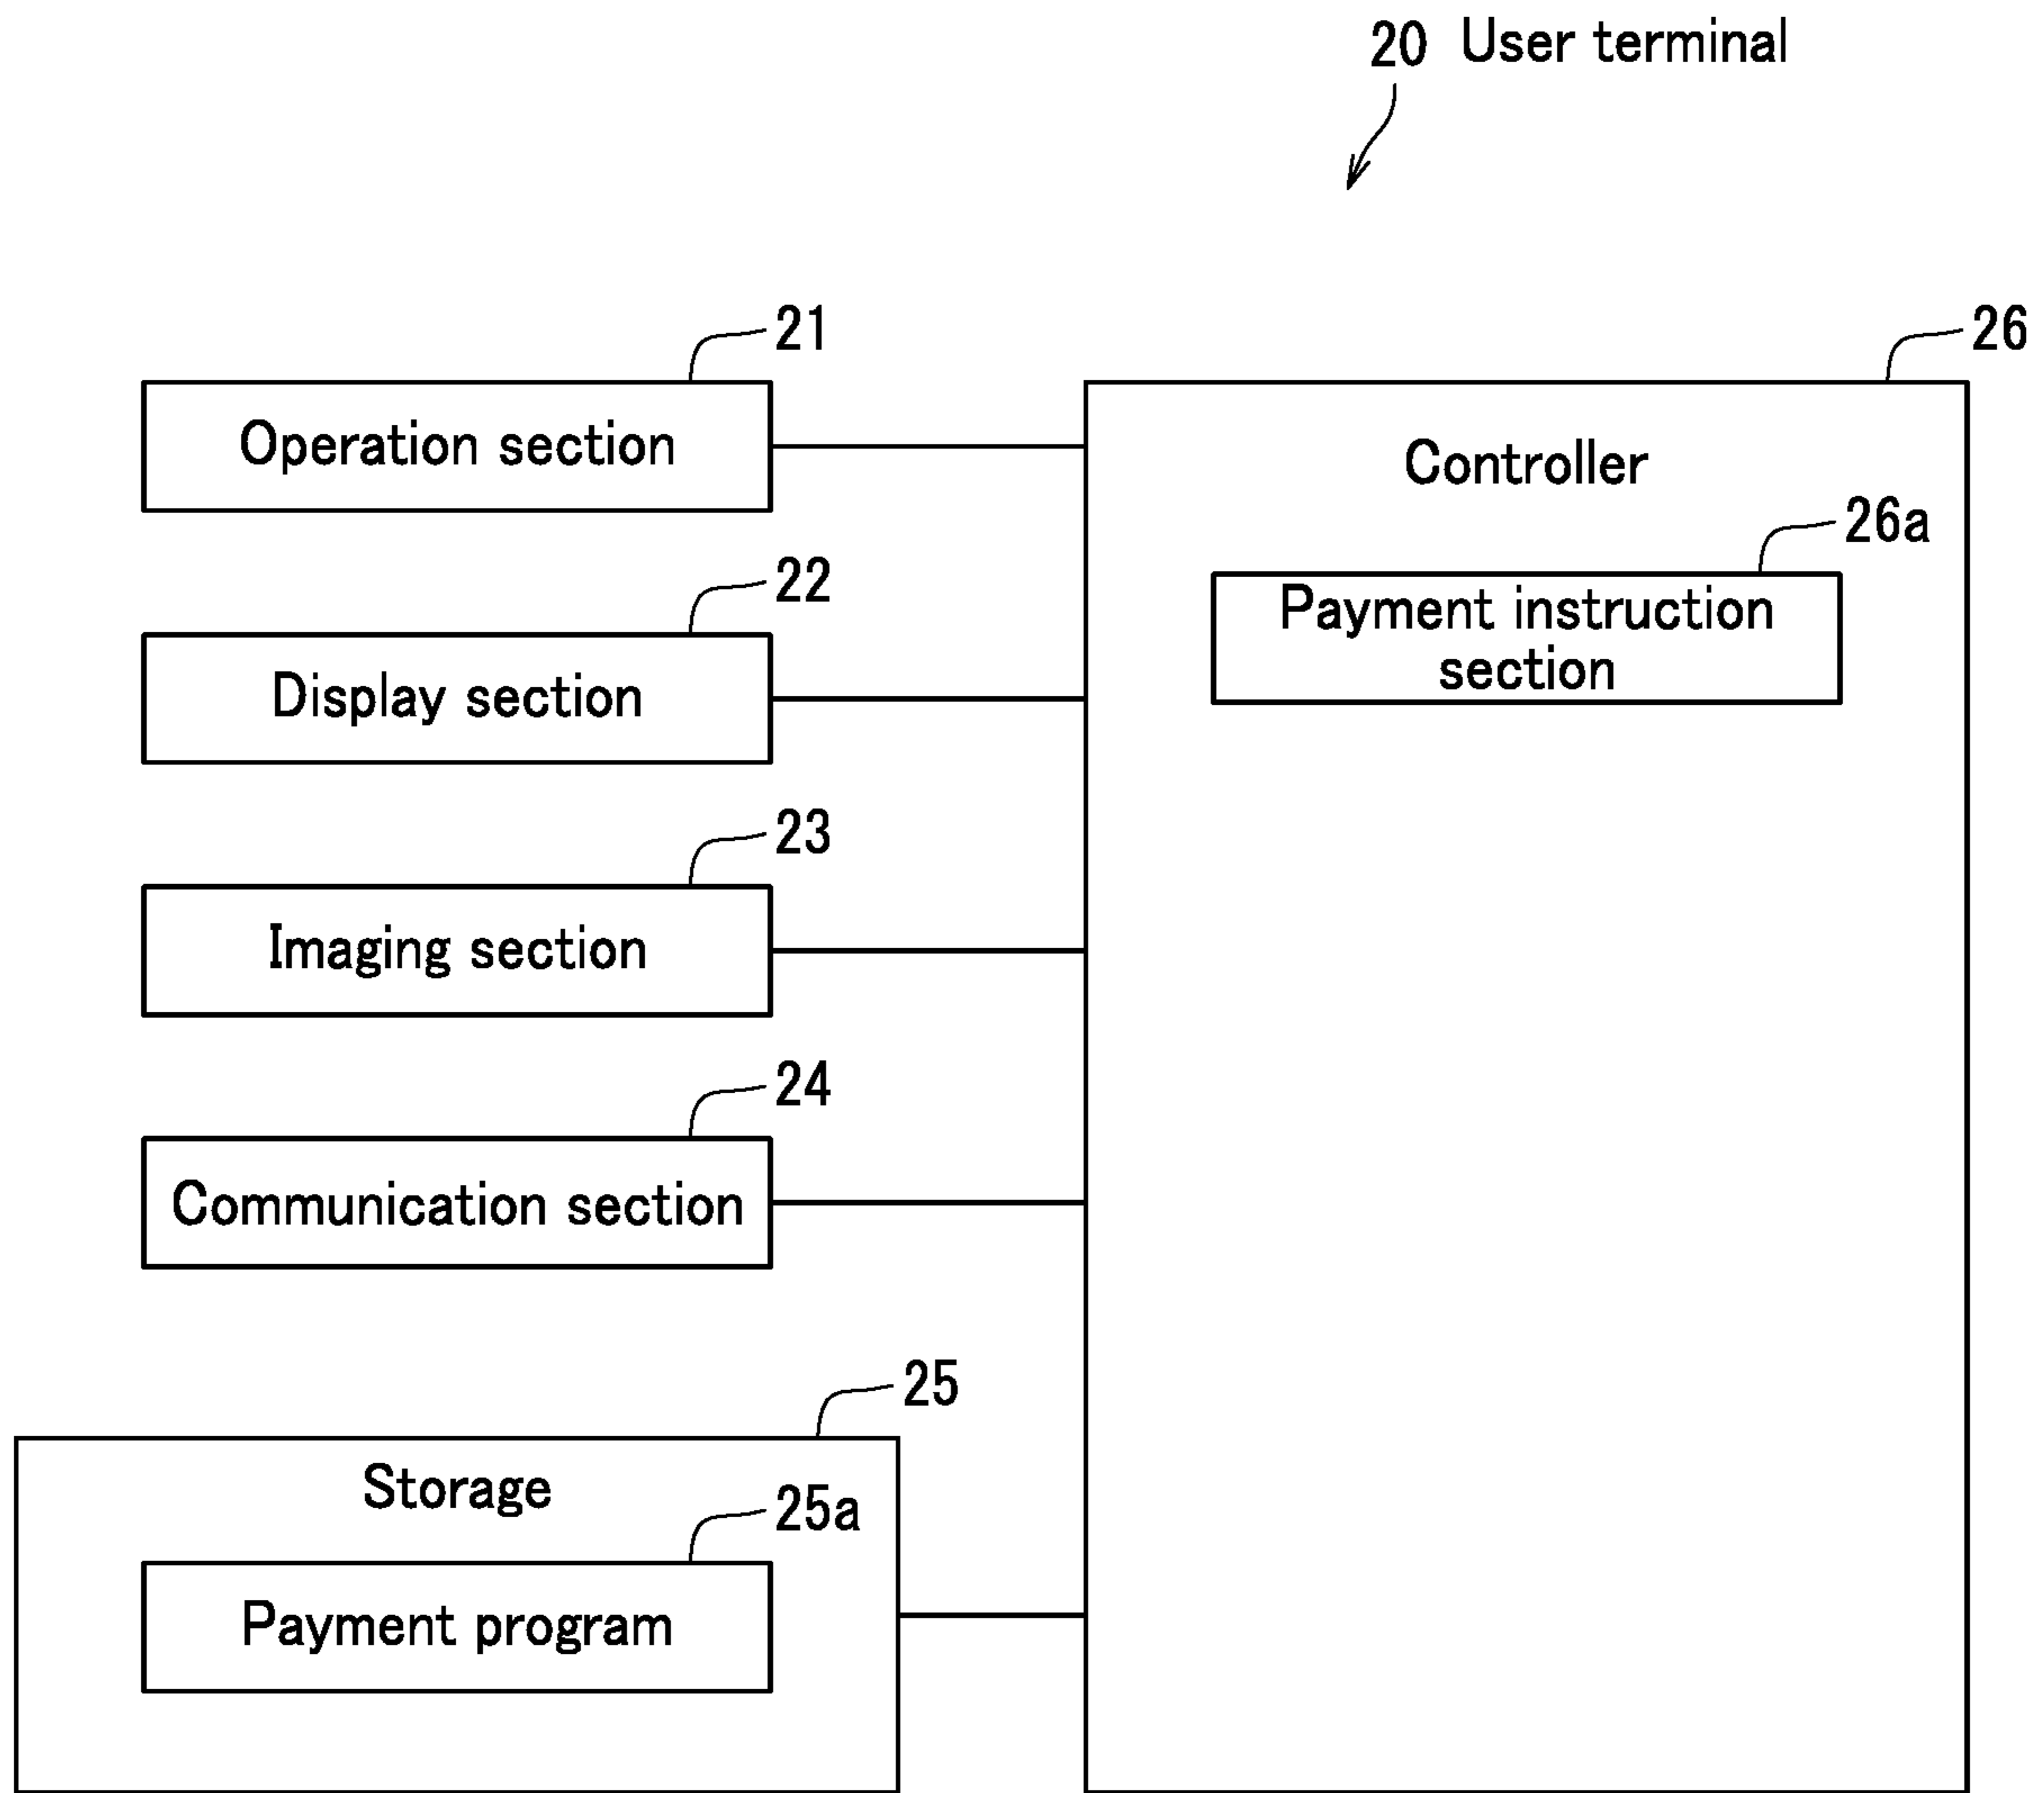 20 User terminal
21
Operation section
22
Display section
23
Imaging section
24
Communication section
25
Storage
25a
Payment program
26
Controller
26a
Payment instruction
section